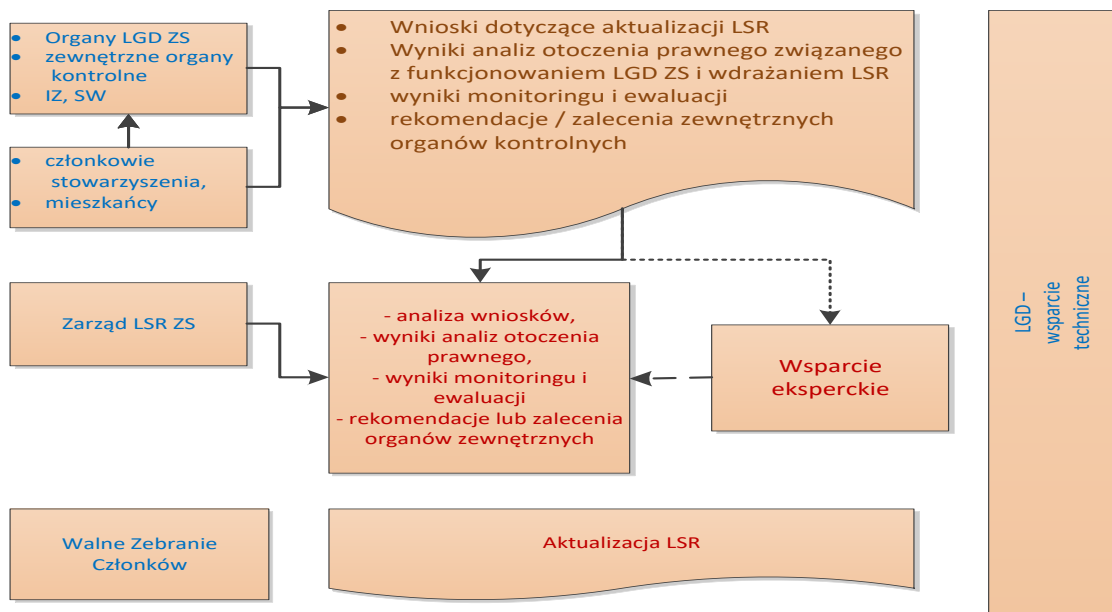 • Organy LGD ZS
• zewnętrzne organy
kontrolne
• IZ, SW
• członkowie
stowarzyszenia,
• mieszkańcy
• Wnioski dotyczące aktualizacji LSR
• Wyniki analiz otoczenia prawnego związanego
z funkcjonowaniem LGD ZS i wdrażaniem LSR
• wyniki monitoringu i ewaluacji
• rekomendacje / zalecenia zewnętrznych
organów kontrolnych
Zarząd LSR ZS
- analiza wniosków,
- wyniki analiz otoczenia
prawnego,
- wyniki monitoringu i
ewaluacji
- rekomendacje lub zalecenia
organów zewnętrznych
Wsparcie
eksperckie
Walne Zebranie
Członków
Aktualizacja LSR
LGD –
wsparcie
techniczne